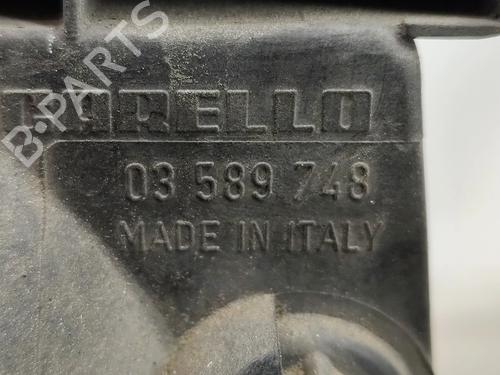 B-PARTS
CARELLO
03 589 748
MADE IN ITALY